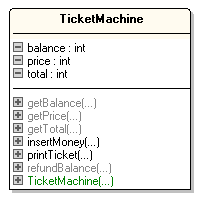 TicketMachine
balance : int
price : int
total : int
getBalance(...)
getPrice(...)
getTotal(...)
insertMoney(...)
printTicket(...)
refundBalance(...)
TicketMachine(...)